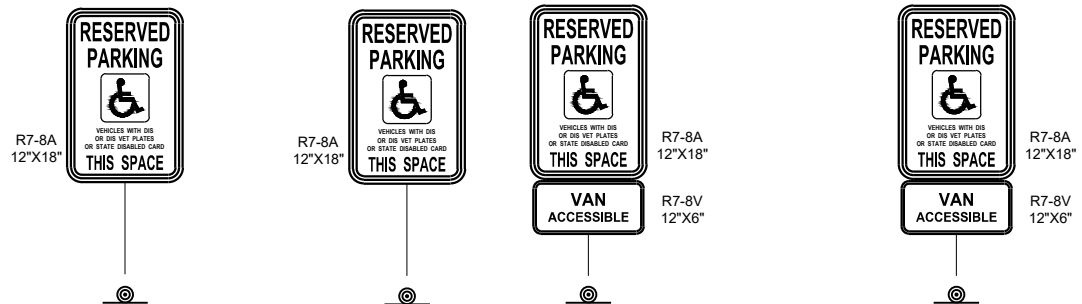 RESERVED
PARKING
VEHICLES WITH DIS
OR DIS VET PLATES
OR STATE DISABLED CARD
THIS SPACE
R7-8A
12"X18"
RESERVED
PARKING
VEHICLES WITH DIS
OR DIS VET PLATES
OR STATE DISABLED CARD
THIS SPACE
R7-8A
12"X18"
RESERVED
PARKING
VEHICLES WITH DIS
OR DIS VET PLATES
OR STATE DISABLED CARD
THIS SPACE
R7-8A
12"X18"
VAN
ACCESSIBLE
R7-8V
12"X6"
RESERVED
PARKING
VEHICLES WITH DIS
OR DIS VET PLATES
OR STATE DISABLED CARD
THIS SPACE
R7-8A
12"X18"
VAN
ACCESSIBLE
R7-8V
12"X6"